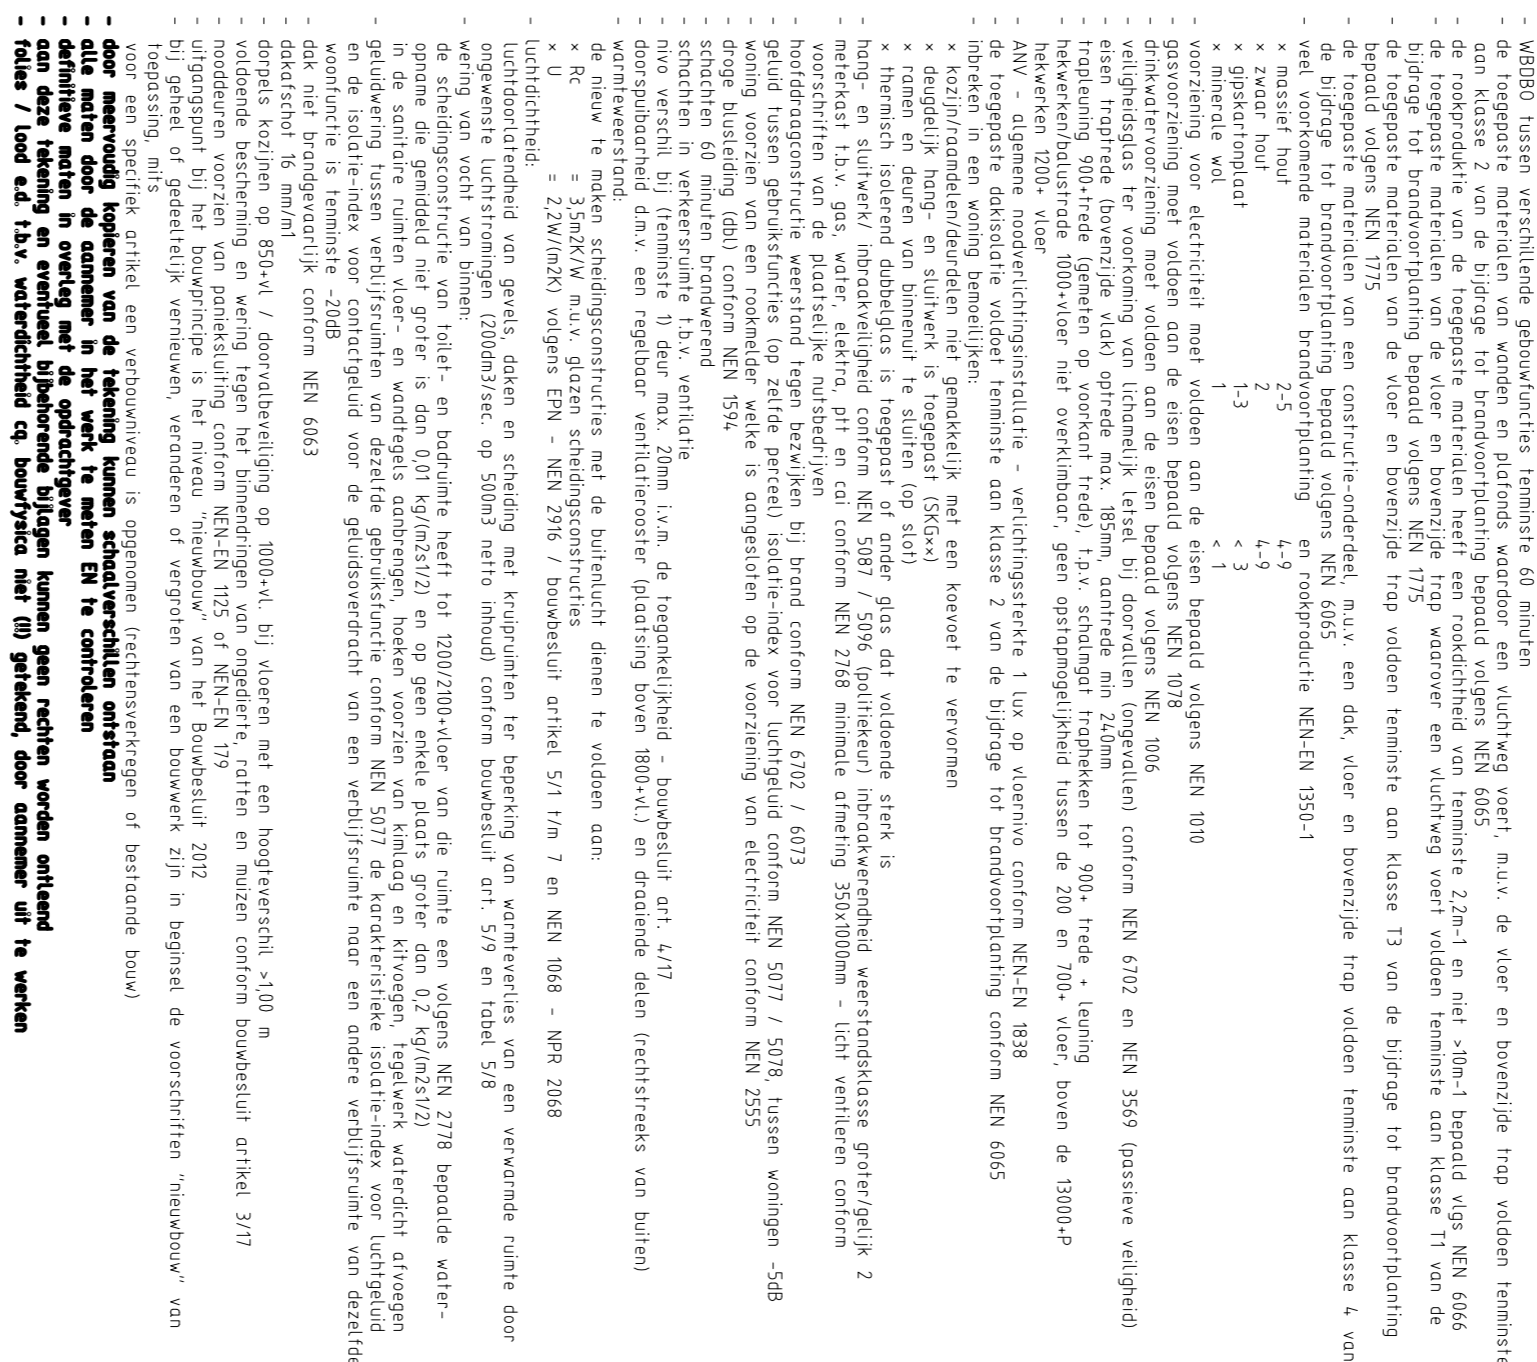 - WBDBO tussen verschillende gebouwfuncties tenminste 60 minuten
- de toegepaste materialen van wanden en plafonds waardoor een vluchtweg voert, m.u.v. de vloer en bovenzijde trap voldoen tenminste
aan klasse 2 van de bijdrage tot brandvoortplanting bepaald volgens NEN 6065
- de rookproduktie van de toegepaste materialen heeft een rookdichtheid van tenminste 2,2m-1 en niet >10m-1 bepaald vlgs NEN 6066
- de toegepaste materialen van de vloer en bovenzijde trap waarover een vluchtweg voert voldoen tenminste aan klasse T1 van de
bijdrage tot brandvoortplanting bepaald volgens NEN 1775
- de toegepaste materialen van de vloer en bovenzijde trap voldoen tenminste aan klasse T3 van de bijdrage tot brandvoortplanting
bepaald volgens NEN 1775
- de toegepaste materialen van een constructie-onderdeel, m.u.v. een dak, vloer en bovenzijde trap voldoen tenminste aan klasse 4 van
de bijdrage tot brandvoortplanting bepaald volgens NEN 6065
- veel voorkomende materialen brandvoortplanting en rookproductie NEN-EN 1350-1
× massief hout 2-5 4-9
× zwaar hout 2 4-9
× gipskartonplaat 1-3 < 3
× minerale wol 1 < 1
- voorziening voor electriciteit moet voldoen aan de eisen bepaald volgens NEN 1010
- gasvoorziening moet voldoen aan de eisen bepaald volgens NEN 1078
- drinkwatervoorziening moet voldoen aan de eisen bepaald volgens NEN 1006
- veiligheidsglas ter voorkoming van lichamelijk letsel bij doorvallen (ongevallen) conform NEN 6702 en NEN 3569 (passieve veiligheid)
- eisen traptrede (bovenzijde vlak) optrede max. 185mm, aantrede min 240mm
- trapleuning 900+trede (gemeten op voorkant trede), t.p.v. schalmgat traphekken tot 900+ trede + leuning
- hekwerken/balustrade 1000+vloer niet overklimbaar, geen opstapmogelijkheid tussen de 200 en 700+ vloer, boven de 13000+P
hekwerken 1200+ vloer
- ANV - algemene noodverlichtingsinstallatie - verlichtingssterkte 1 lux op vloernivo conform NEN-EN 1838
- de toegepaste dakisolatie voldoet tenminste aan klasse 2 van de bijdrage tot brandvoortplanting conform NEN 6065
- inbreken in een woning bemoeilijken:
× kozijn/raamdelen/deurdelen niet gemakkelijk met een koevoet te vervormen
× deugdelijk hang- en sluitwerk is toegepast (SKG××)
× ramen en deuren van binnenuit te sluiten (op slot)
× thermisch isolerend dubbelglas is toegepast of ander glas dat voldoende sterk is
- hang- en sluitwerk/ inbraakveiligheid conform NEN 5087 / 5096 (politiekeur) inbraakwerendheid weerstandsklasse groter/gelijk 2
- meterkast t.b.v. gas, water, elektra, ptt en cai conform NEN 2768 minimale afmeting 350x1000mm - licht ventileren conform
voorschriften van de plaatselijke nutsbedrijven
- hoofddraagconstructie weerstand tegen bezwijken bij brand conform NEN 6702 / 6073
- geluid tussen gebruiksfuncties (op zelfde perceel) isolatie-index voor luchtgeluid conform NEN 5077 / 5078, tussen woningen -5dB
- woning voorzien van een rookmelder welke is aangesloten op de voorziening van electriciteit conform NEN 2555
- droge blusleiding (dbl) conform NEN 1594
- schachten 60 minuten brandwerend
- schachten in verkeersruimte t.b.v. ventilatie
- nivo verschil bij (tenminste 1) deur max. 20mm i.v.m. de toegankelijkheid - bouwbesluit art. 4/17
- doorspuibaarheid d.m.v. een regelbaar ventilatierooster (plaatsing boven 1800+vl.) en draaiende delen (rechtstreeks van buiten)
- warmteweerstand:
de nieuw te maken scheidingsconstructies met de buitenlucht dienen te voldoen aan:
× Rc = 3,5m2K/W m.u.v. glazen scheidingsconstructies
× U = 2,2W/(m2K) volgens EPN - NEN 2916 / bouwbesluit artikel 5/1 t/m 7 en NEN 1068 - NPR 2068
- luchtdichtheid:
luchtdoorlatendheid van gevels, daken en scheiding met kruipruimten ter beperking van warmteverlies van een verwarmde ruimte door
ongewenste luchtstromingen (200dm3/sec. op 500m3 netto inhoud) conform bouwbesluit art. 5/9 en tabel 5/8
- wering van vocht van binnen:
de scheidingsconstructie van toilet- en badruimte heeft tot 1200/2100+vloer van die ruimte een volgens NEN 2778 bepaalde water-
opname die gemiddeld niet groter is dan 0,01 kg/(m2s1/2) en op geen enkele plaats groter dan 0,2 kg/(m2s1/2)
in de sanitaire ruimten vloer- en wandtegels aanbrengen, hoeken voorzien van kimlaag en kitvoegen, tegelwerk waterdicht afvoegen
- geluidwering tussen verblijfsruimten van dezelfde gebruiksfunctie conform NEN 5077 de karakteristieke isolatie-index voor luchtgeluid
en de isolatie-index voor contactgeluid voor de geluidsoverdracht van een verblijfsruimte naar een andere verblijfsruimte van dezelfde
woonfunctie is tenminste -20dB
- dak niet brandgevaarlijk conform NEN 6063
- dakafschot 16 mm/m1
- dorpels kozijnen op 850+vl / doorvalbeveiliging op 1000+vl. bij vloeren met een hoogteverschil >1,00 m
- voldoende bescherming en wering tegen het binnendringen van ongedierte, ratten en muizen conform bouwbesluit artikel 3/17
- nooddeuren voorzien van panieksluiting conform NEN-EN 1125 of NEN-EN 179
- uitgangspunt bij het bouwprincipe is het niveau "nieuwbouw" van het Bouwbesluit 2012
- bij geheel of gedeeltelijk vernieuwen, veranderen of vergroten van een bouwwerk zijn in beginsel de voorschriften "nieuwbouw" van
toepassing, mits
voor een specifiek artikel een verbouwniveau is opgenomen (rechtensverkregen of bestaande bouw)
- door meervoudig kopieren van de tekening kunnen schaalverschillen ontstaan
- alle maten door de aannemer in het werk te meten EN te controleren
- definitieve maten in overleg met de opdrachtgever
- aan deze tekening en eventueel bijbehorende bijlagen kunnen geen rechten worden ontleend
- folies / lood e.d. t.b.v. waterdichtheid cq. bouwfysica niet (!!!) getekend, door aannemer uit te werken